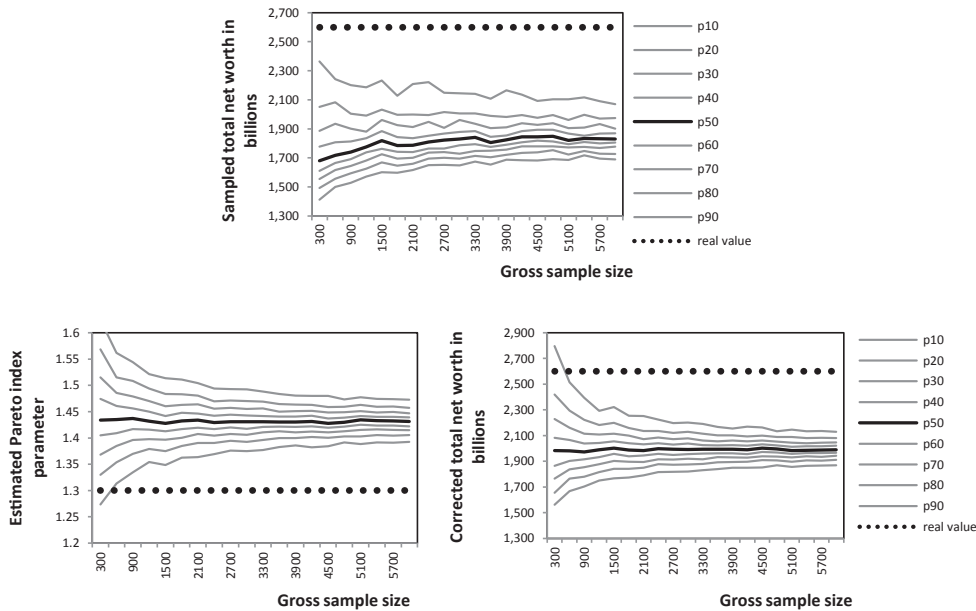 Sampled total net worth in
billions
2,700
2,500
2,300
2,100
1,900
1,700
1,500
1,300
300
900
1500
2100
2700
3300
3900
4500
5100
5700
Gross sample size
p10
p20
p30
p40
p50
p60
p70
p80
p90
real value
Estimated Pareto index
parameter
1.6
1.55
1.5
1.45
1.4
1.35
1.3
1.25
1.2
300
900
1500
2100
2700
3300
3900
4500
5100
5700
Gross sample size
Corrected total net worth in
billions
2,900
2,700
2,500
2,300
2,100
1,900
1,700
1,500
1,300
300
900
1500
2100
2700
3300
3900
4500
5100
5700
Gross sample size
p10
p20
p30
p40
p50
p60
p70
p80
p90
real value